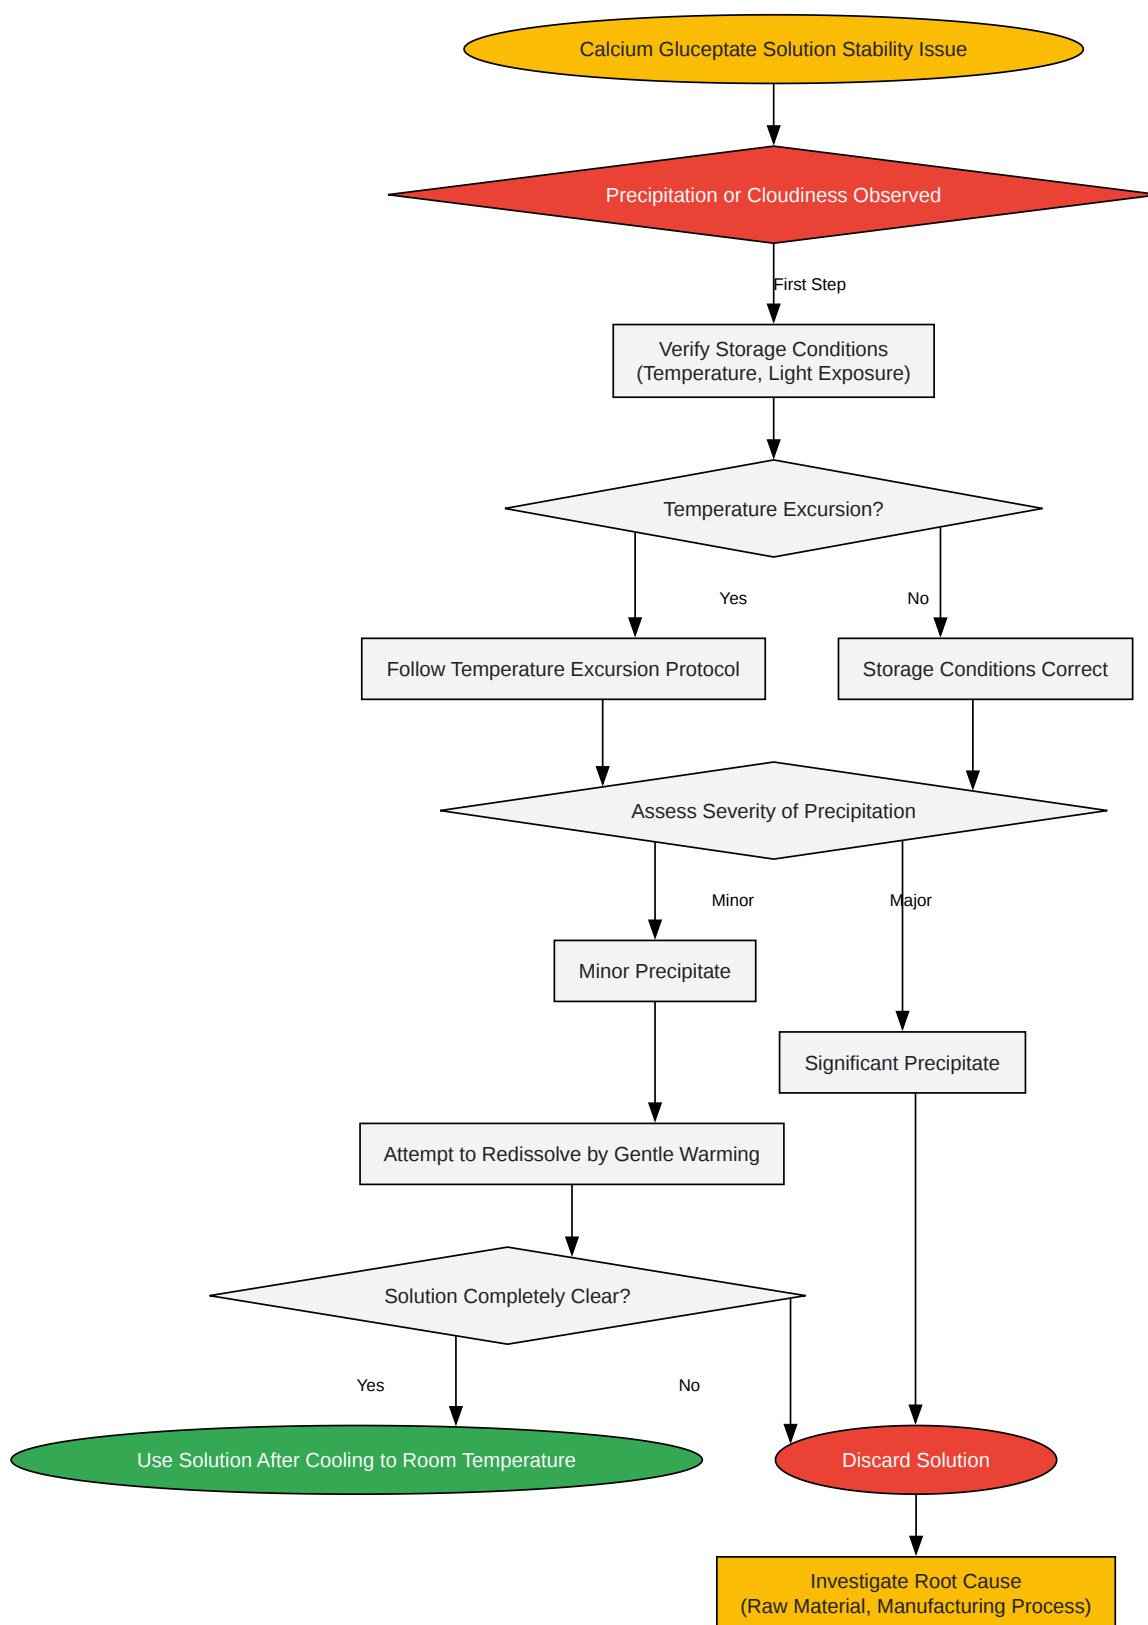 Calcium Gluceptate Solution Stability Issue
Precipitation or Cloudiness Observed
First Step
Verify Storage Conditions
(Temperature, Light Exposure)
Temperature Excursion?
Yes
No
Follow Temperature Excursion Protocol
Storage Conditions Correct
Assess Severity of Precipitation
Minor
Major
Minor Precipitate
Significant Precipitate
Attempt to Redissolve by Gentle Warming
Solution Completely Clear?
Yes
No
Use Solution After Cooling to Room Temperature
Discard Solution
Investigate Root Cause
(Raw Material, Manufacturing Process)